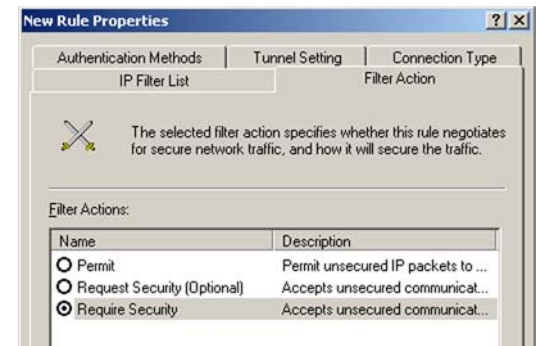 New Rule Properties
Authentication Methods Tunnel Setting Connection Type
IP Filter List Filter Action
The selected filter action specifies whether this rule negotiates
for secure network traffic, and how it will secure the traffic.
Filter Actions:
Name Description
Permit Permit unsecured IP packets to ...
Request Security (Optional) Accepts unsecured communicat...
Require Security Accepts unsecured communicat...